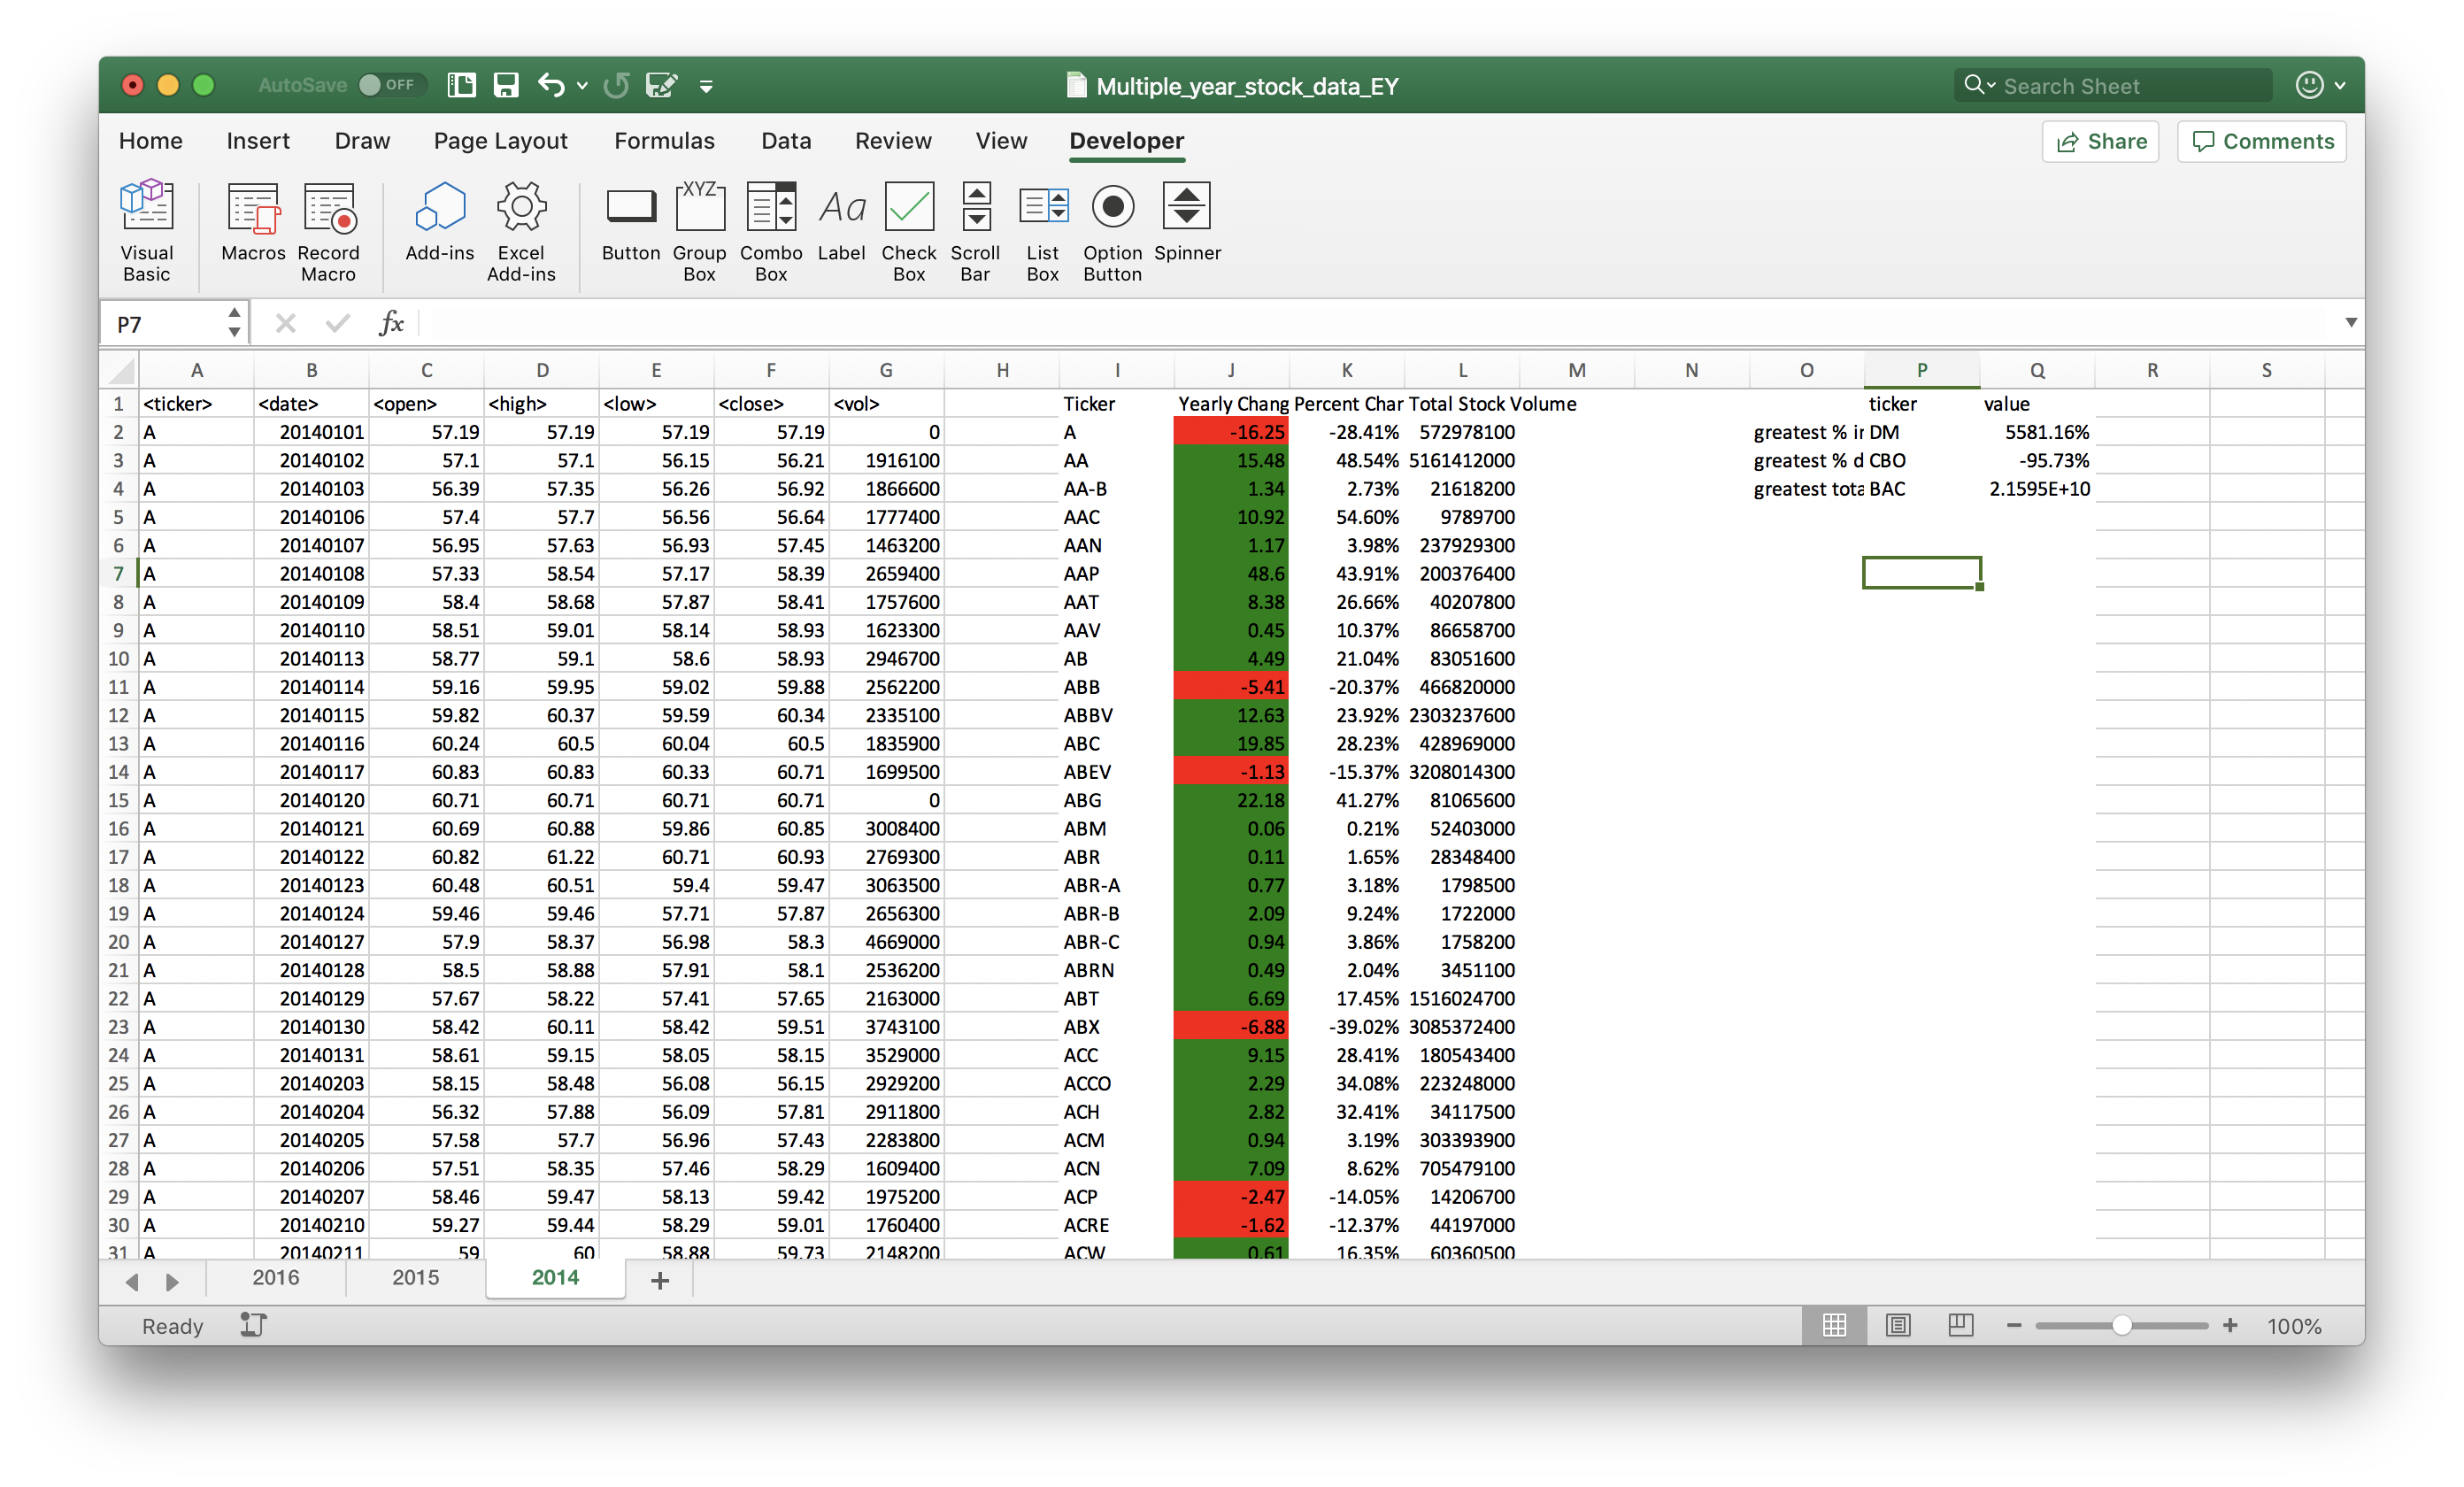 AutoSave OFF Multiple_year_stock_data_EY Search Sheet
Home Insert Draw Page Layout Formulas Data Review View Developer Share Comments
Visual Basic Macros Record Macro Add-ins Excel Add-ins Button Group Box Combo Box Label Check Box Scroll Bar List Box Option Button Spinner
XYZ Aa
P7 fx
A B C D E F G H I J K L M N O P Q R S
1 <ticker> <date> <open> <high> <low> <close> <vol> Ticker Yearly Chang Percent Char Total Stock Volume ticker value
2 A 20140101 57.19 57.19 57.19 57.19 0 A -16.25 -28.41% 572978100 greatest % ir DM 5581.16%
3 A 20140102 57.1 57.1 56.15 56.21 1916100 AA 15.48 48.54% 5161412000 greatest % d CBO -95.73%
4 A 20140103 56.39 57.35 56.26 56.92 1866600 AA-B 1.34 2.73% 21618200 greatest tota BAC 2.1595E+10
5 A 20140106 57.4 57.7 56.56 56.64 1777400 AAC 10.92 54.60% 9789700
6 A 20140107 56.95 57.63 56.93 57.45 1463200 AAN 1.17 3.98% 237929300
7 A 20140108 57.33 58.54 57.17 58.39 2659400 AAP 48.6 43.91% 200376400
8 A 20140109 58.4 58.68 57.87 58.41 1757600 AAT 8.38 26.66% 40207800
9 A 20140110 58.51 59.01 58.14 58.93 1623300 AAV 0.45 10.37% 86658700
10 A 20140113 58.77 59.1 58.6 58.93 2946700 AB 4.49 21.04% 83051600
11 A 20140114 59.16 59.95 59.02 59.88 2562200 ABB -5.41 -20.37% 466820000
12 A 20140115 59.82 60.37 59.59 60.34 2335100 ABBV 12.63 23.92% 2303237600
13 A 20140116 60.24 60.5 60.04 60.5 1835900 ABC 19.85 28.23% 428969000
14 A 20140117 60.83 60.83 60.33 60.71 1699500 ABEV -1.13 -15.37% 3208014300
15 A 20140120 60.71 60.71 60.71 60.71 0 ABG 22.18 41.27% 81065600
16 A 20140121 60.69 60.88 59.86 60.85 3008400 ABM 0.06 0.21% 52403000
17 A 20140122 60.82 61.22 60.71 60.93 2769300 ABR 0.11 1.65% 28348400
18 A 20140123 60.48 60.51 59.4 59.47 3063500 ABR-A 0.77 3.18% 1798500
19 A 20140124 59.46 59.46 57.71 57.87 2656300 ABR-B 2.09 9.24% 1722000
20 A 20140127 57.9 58.37 56.98 58.3 4669000 ABR-C 0.94 3.86% 1758200
21 A 20140128 58.5 58.88 57.91 58.1 2536200 ABRN 0.49 2.04% 3451100
22 A 20140129 57.67 58.22 57.41 57.65 2163000 ABT 6.69 17.45% 1516024700
23 A 20140130 58.42 60.11 58.42 59.51 3743100 ABX -6.88 -39.02% 3085372400
24 A 20140131 58.61 59.15 58.05 58.15 3529000 ACC 9.15 28.41% 180543400
25 A 20140203 58.15 58.48 56.08 56.15 2929200 ACCO 2.29 34.08% 223248000
26 A 20140204 56.32 57.88 56.09 57.81 2911800 ACH 2.82 32.41% 34117500
27 A 20140205 57.58 57.7 56.96 57.43 2283800 ACM 0.94 3.19% 303393900
28 A 20140206 57.51 58.35 57.46 58.29 1609400 ACN 7.09 8.62% 705479100
29 A 20140207 58.46 59.47 58.13 59.42 1975200 ACP -2.47 -14.05% 14206700
30 A 20140210 59.27 59.44 58.29 59.01 1760400 ACRE -1.62 -12.37% 44197000
31 A 20140211 59 60 58.88 59.73 2148200 ACW 0.61 16.35% 60360500
2016 2015 2014
Ready 100%